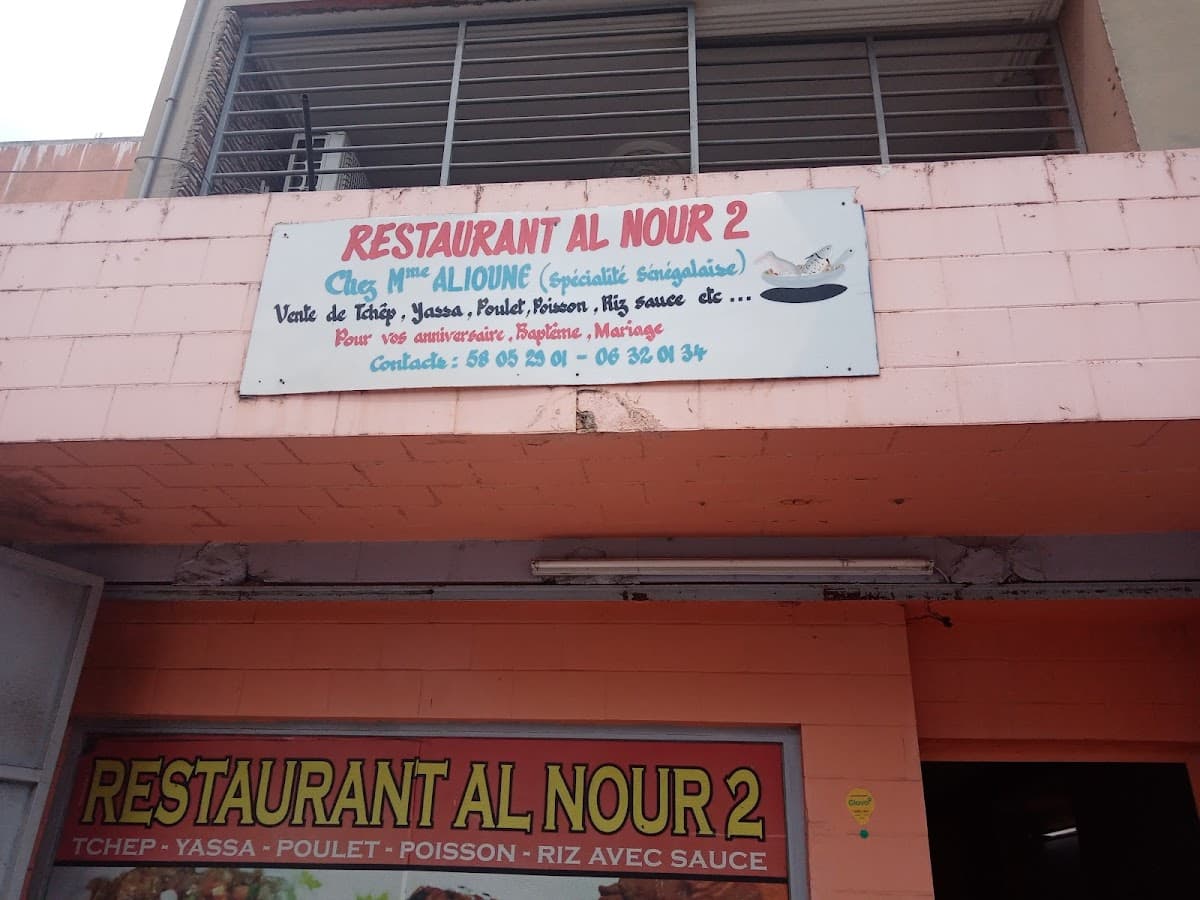 RESTAURANT AL NOUR 2
Chez Mme ALIOUNE (Spécialité Sénégalaise)
Vente de Tchêp, Yassa, Poulet, Poisson, Riz sauce etc ...
Pour vos anniversaire, Baptême, Mariage
Contacts : 58 05 29 01 - 06 32 01 34
RESTAURANT AL NOUR 2
TCHEP - YASSA - POULET - POISSON - RIZ AVEC SAUCE
Glovo